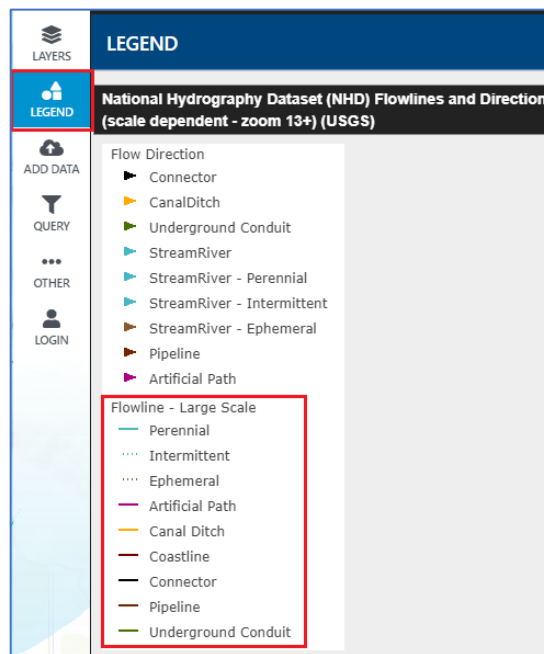 LAYERS
LEGEND
ADD DATA
QUERY
OTHER
LOGIN
LEGEND
National Hydrography Dataset (NHD) Flowlines and Direction
(scale dependent - zoom 13+) (USGS)
Flow Direction
Connector
CanalDitch
Underground Conduit
StreamRiver
StreamRiver - Perennial
StreamRiver - Intermittent
StreamRiver - Ephemeral
Pipeline
Artificial Path
Flowline - Large Scale
Perennial
Intermittent
Ephemeral
Artificial Path
Canal Ditch
Coastline
Connector
Pipeline
Underground Conduit